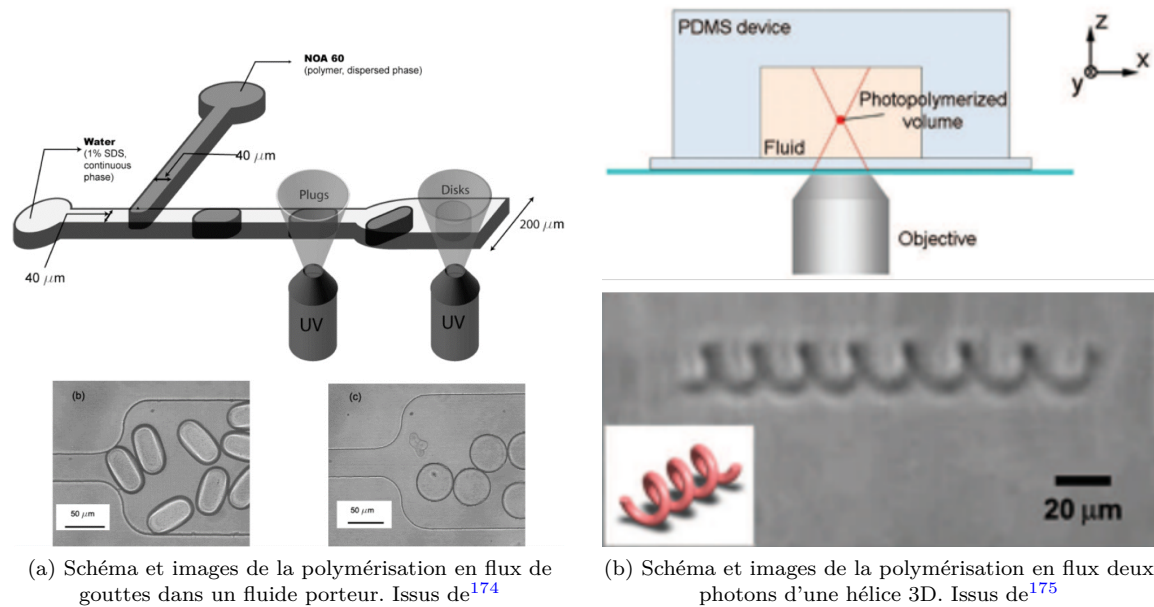 NOA 60
(polymer, dispersed phase)
Water
(1% SDS,
continuous
phase)
40 μm
Plugs
Disks
200 μm
40 μm
UV
UV
(b)
50 μm
(c)
50 μm
(a) Schéma et images de la polymérisation en flux de
gouttes dans un fluide porteur. Issus de174
PDMS device
z
x
y
Photopolymerized
volume
Fluid
Objective
20 μm
(b) Schéma et images de la polymérisation en flux deux
photons d'une hélice 3D. Issus de175